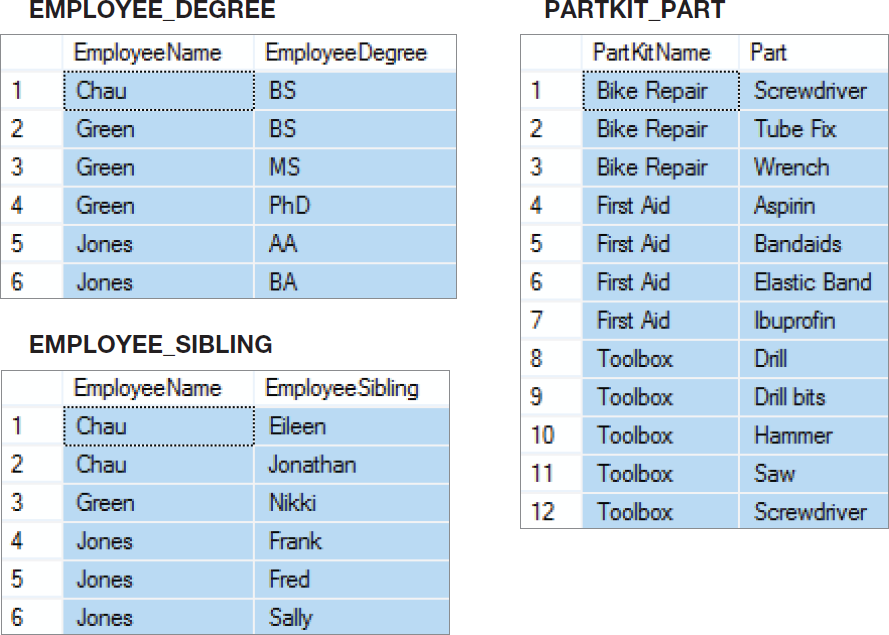 EMPLOYEE_DEGREE
EmployeeName EmployeeDegree
1 Chau BS
2 Green BS
3 Green MS
4 Green PhD
5 Jones AA
6 Jones BA
EMPLOYEE_SIBLING
EmployeeName EmployeeSibling
1 Chau Eileen
2 Chau Jonathan
3 Green Nikki
4 Jones Frank
5 Jones Fred
6 Jones Sally
PARTKIT_PART
PartKitName Part
1 Bike Repair Screwdriver
2 Bike Repair Tube Fix
3 Bike Repair Wrench
4 First Aid Aspirin
5 First Aid Bandaids
6 First Aid Elastic Band
7 First Aid Ibuprofin
8 Toolbox Drill
9 Toolbox Drill bits
10 Toolbox Hammer
11 Toolbox Saw
12 Toolbox Screwdriver